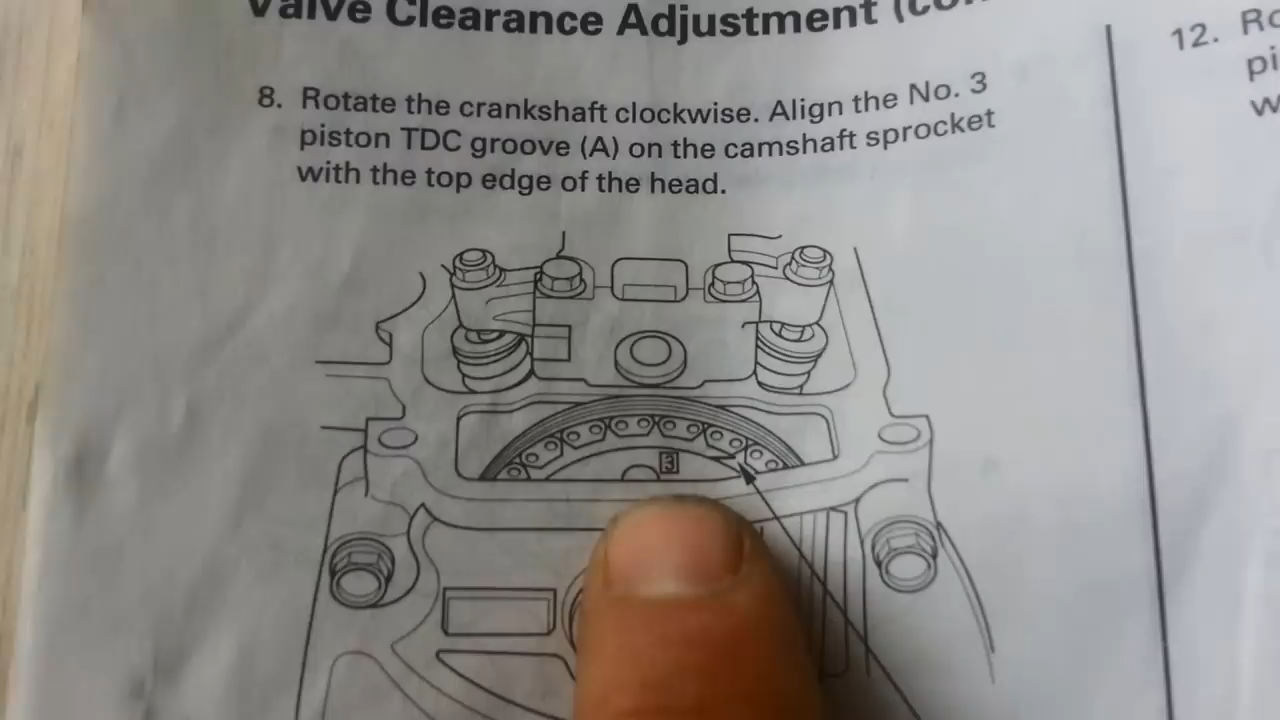 Valve Clearance Adjustment
8. Rotate the crankshaft clockwise. Align the No. 3
piston TDC groove (A) on the camshaft sprocket
with the top edge of the head.
3
12.